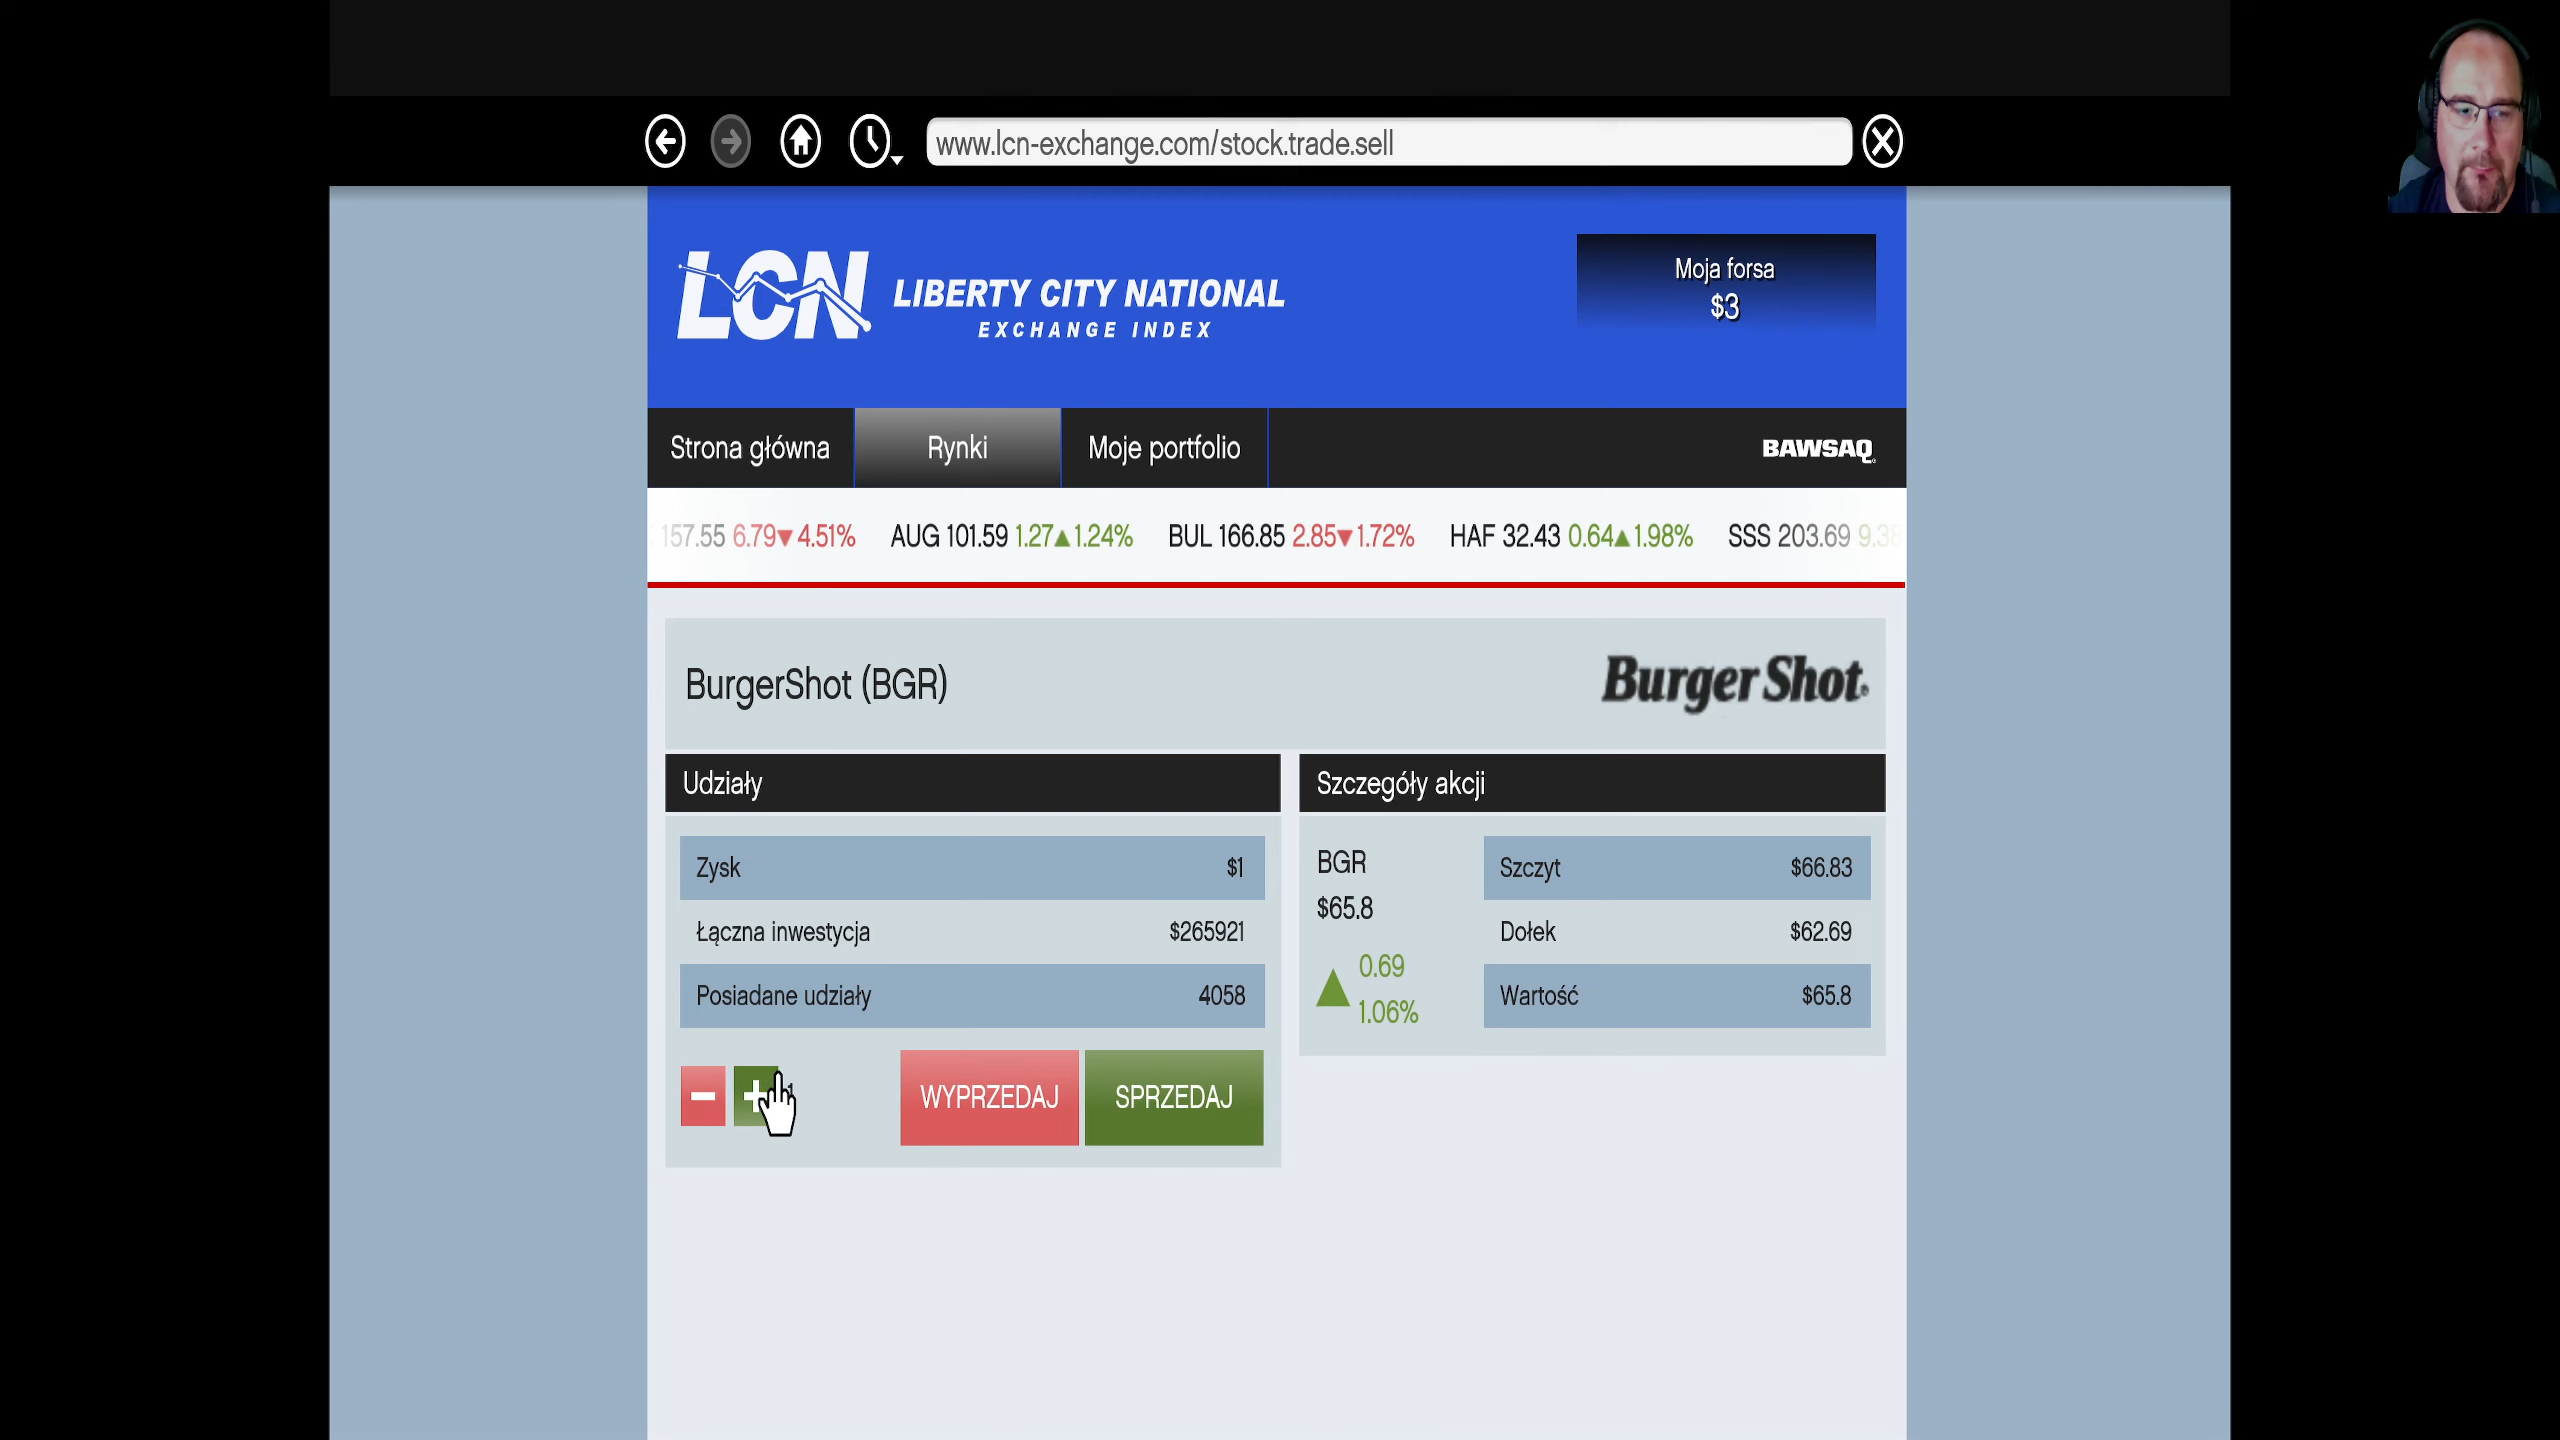 www.lcn-exchange.com/stock.trade.sell
LCN LIBERTY CITY NATIONAL
EXCHANGE INDEX
Moja forsa
$3
Strona główna Rynki Moje portfolio BAWSAQ
157.55 6.79▼4.51% AUG 101.59 1.27▲1.24% BUL 166.85 2.85▼1.72% HAF 32.43 0.64▲1.98% SSS 203.69 9.38
BurgerShot (BGR) Burger Shot
Udziały
Zysk $1
Łączna inwestycja $265921
Posiadane udziały 4058
1
WYPRZEDAJ SPRZEDAJ
Szczegóły akcji
BGR
$65.8
0.69
1.06%
Szczyt $66.83
Dołek $62.69
Wartość $65.8